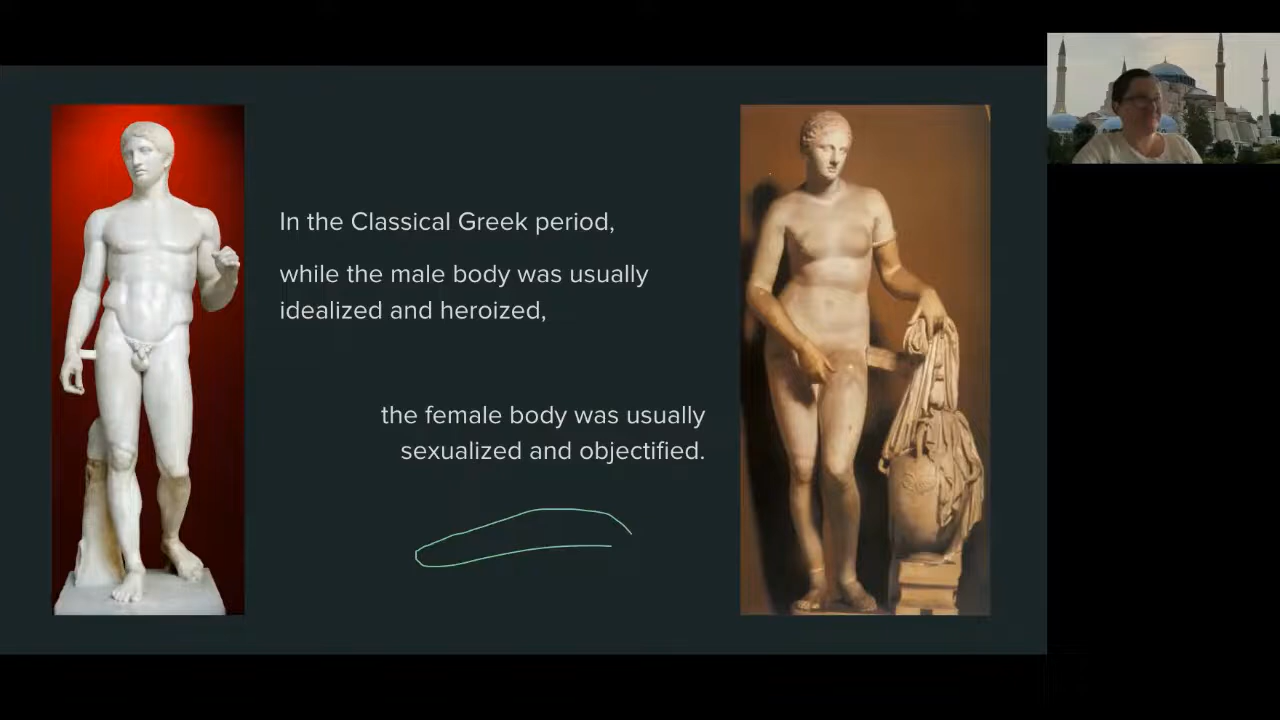 In the Classical Greek period,
while the male body was usually
idealized and heroized,
the female body was usually
sexualized and objectified.